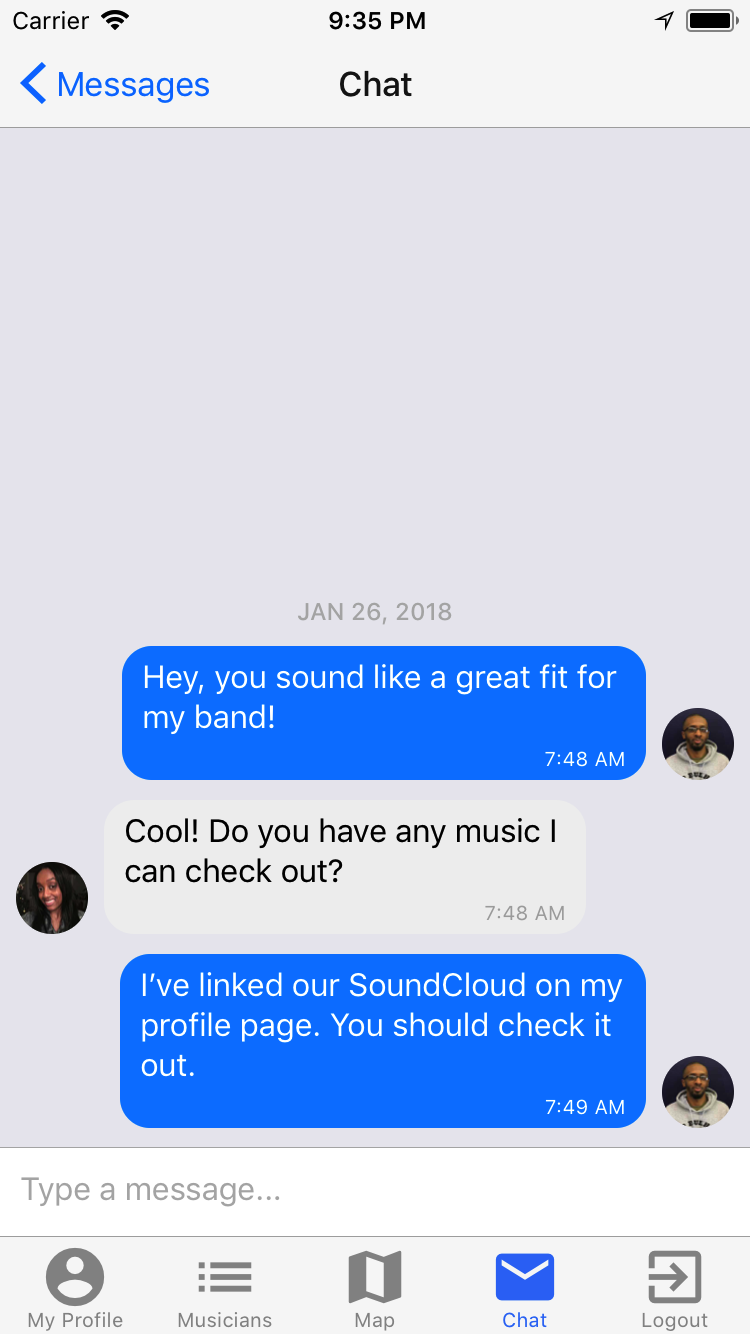 Carrier 9:35 PM
Messages Chat
JAN 26, 2018
Hey, you sound like a great fit for
my band!
7:48 AM
Cool! Do you have any music I
can check out?
7:48 AM
I’ve linked our SoundCloud on my
profile page. You should check it
out.
7:49 AM
Type a message...
My Profile Musicians Map Chat Logout